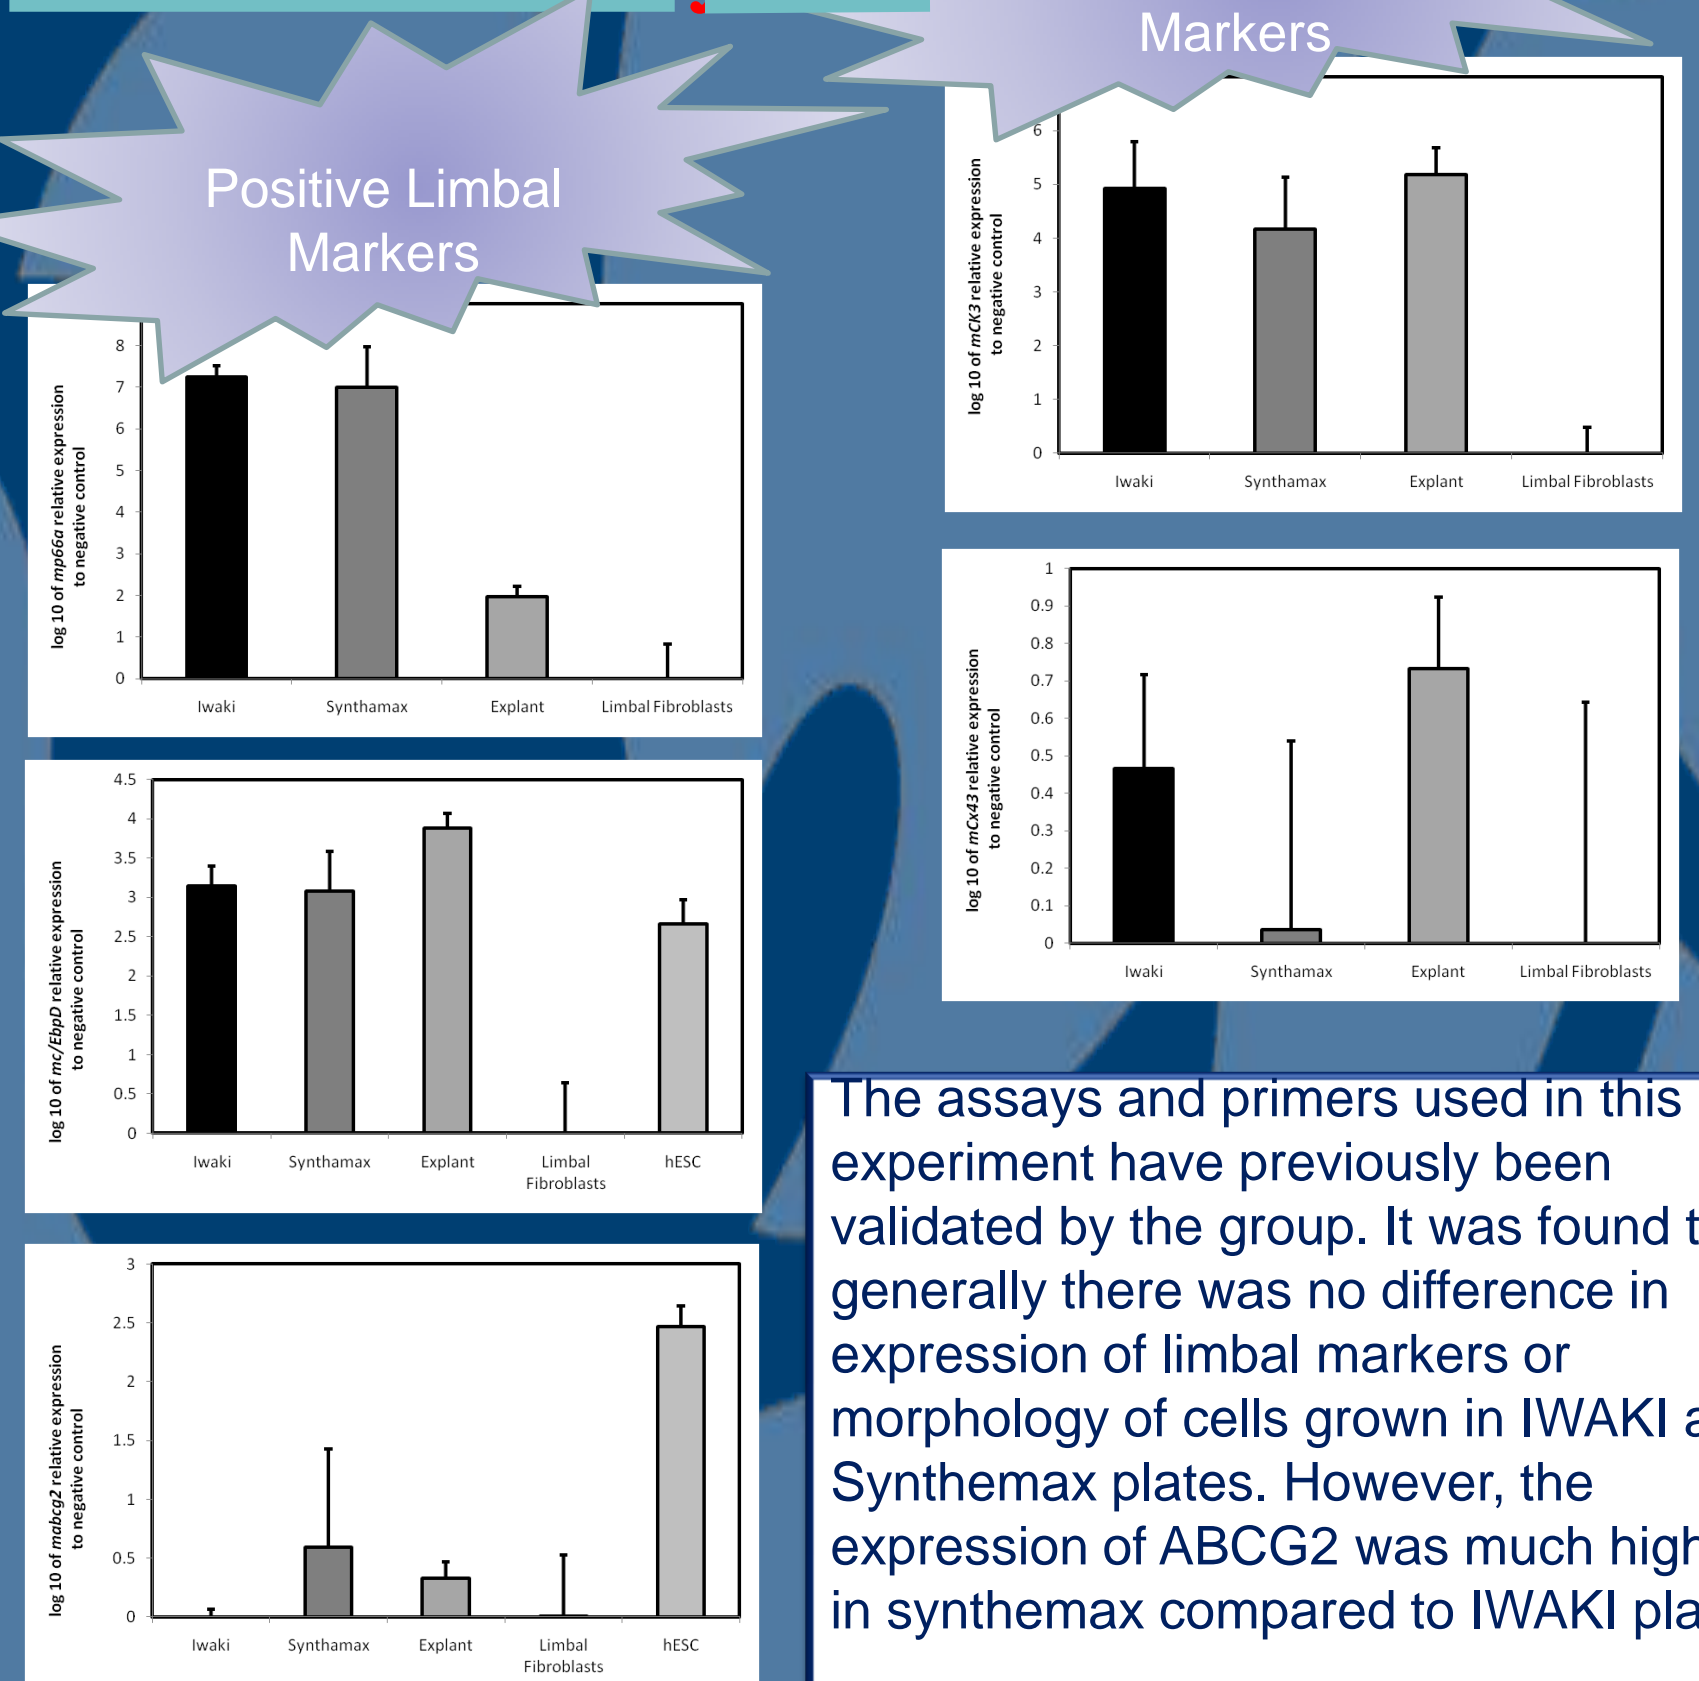 Positive Limbal
Markers
log 10 of mp66a relative expression
to negative control
8
7
6
5
4
3
2
1
0
Iwaki Synthamax Explant Limbal Fibroblasts
log 10 of mc/EbpD relative expression
to negative control
4.5
4
3.5
3
2.5
2
1.5
1
0.5
0
Iwaki Synthamax Explant Limbal Fibroblasts hESC
log 10 of mabcg2 relative expression
to negative control
3
2.5
2
1.5
1
0.5
0
Iwaki Synthamax Explant Limbal Fibroblasts hESC
Markers
log 10 of mCK3 relative expression
to negative control
6
5
4
3
2
1
0
Iwaki Synthamax Explant Limbal Fibroblasts
log 10 of mCx43 relative expression
to negative control
1
0.9
0.8
0.7
0.6
0.5
0.4
0.3
0.2
0.1
0
Iwaki Synthamax Explant Limbal Fibroblasts
The assays and primers used in this
experiment have previously been
validated by the group. It was found
generally there was no difference in
expression of limbal markers or
morphology of cells grown in IWAKI
Synthemax plates. However, the
expression of ABCG2 was much
in synthemax compared to IWAKI